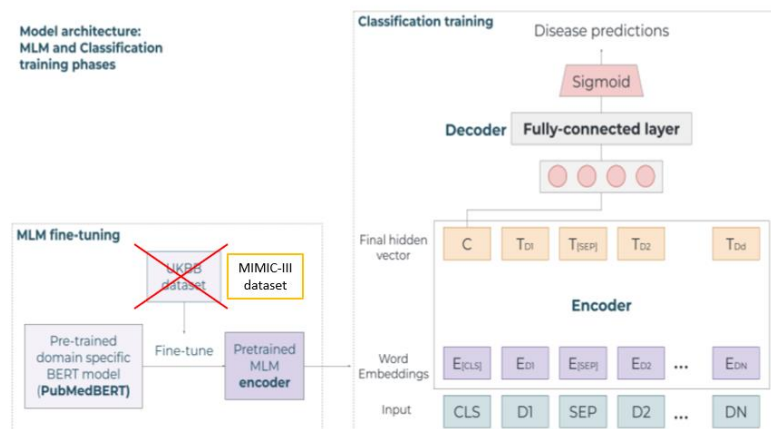 Model architecture:
MLM and Classification
training phases
Classification training
Disease predictions
Sigmoid
Decoder
Fully-connected layer
MLM fine-tuning
UKBB
dataset
MIMIC-III
dataset
Pre-trained
domain specific
BERT model
(PubMedBERT)
Fine-tune
Pretrained
MLM
encoder
Final hidden
vector
C TD1 T[SEP] TD2 TDd
Encoder
Word
Embeddings
E[CLS] ED1 E[SEP] ED2 ... EDN
Input
CLS D1 SEP D2 ... DN